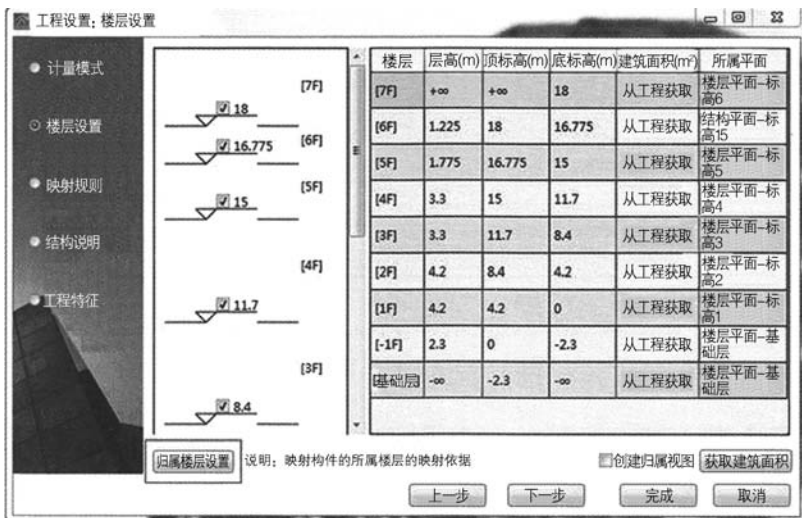 工程设置：楼层设置
计量模式
楼层设置
映射规则
结构说明
工程特征
[7F]
18
[6F]
16.775
[5F]
15
[4F]
11.7
[3F]
8.4
楼层 层高(m) 顶标高(m) 底标高(m) 建筑面积(m²) 所属平面
[7F] +∞ +∞ 18 从工程获取 楼层平面-标高6
[6F] 1.225 18 16.775 从工程获取 结构平面-标高15
[5F] 1.775 16.775 15 从工程获取 楼层平面-标高5
[4F] 3.3 15 11.7 从工程获取 楼层平面-标高4
[3F] 3.3 11.7 8.4 从工程获取 楼层平面-标高3
[2F] 4.2 8.4 4.2 从工程获取 楼层平面-标高2
[1F] 4.2 4.2 0 从工程获取 楼层平面-标高1
[-1F] 2.3 0 -2.3 从工程获取 楼层平面-基础层
[基础层] -∞ -2.3 -∞ 从工程获取 楼层平面-基础层
归属楼层设置 说明：映射构件的所属楼层的映射依据 创建归属视图 获取建筑面积
上一步 下一步 完成 取消